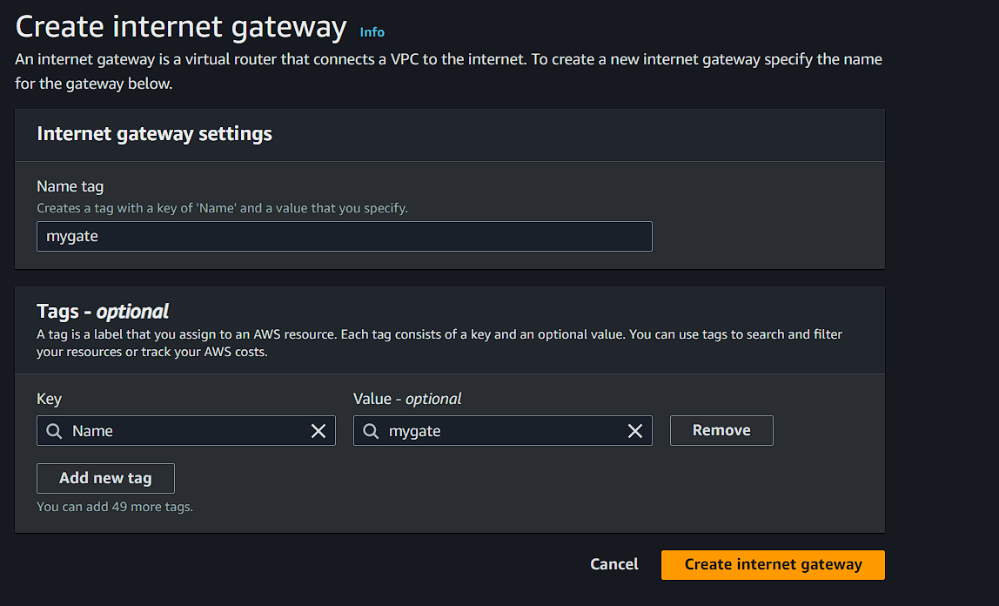 Create internet gateway Info
An internet gateway is a virtual router that connects a VPC to the internet. To create a new internet gateway specify the name
for the gateway below.
Internet gateway settings
Name tag
Creates a tag with a key of 'Name' and a value that you specify.
mygate
Tags - optional
A tag is a label that you assign to an AWS resource. Each tag consists of a key and an optional value. You can use tags to search and filter
your resources or track your AWS costs.
Key Value - optional
Name mygate Remove
Add new tag
You can add 49 more tags.
Cancel Create internet gateway